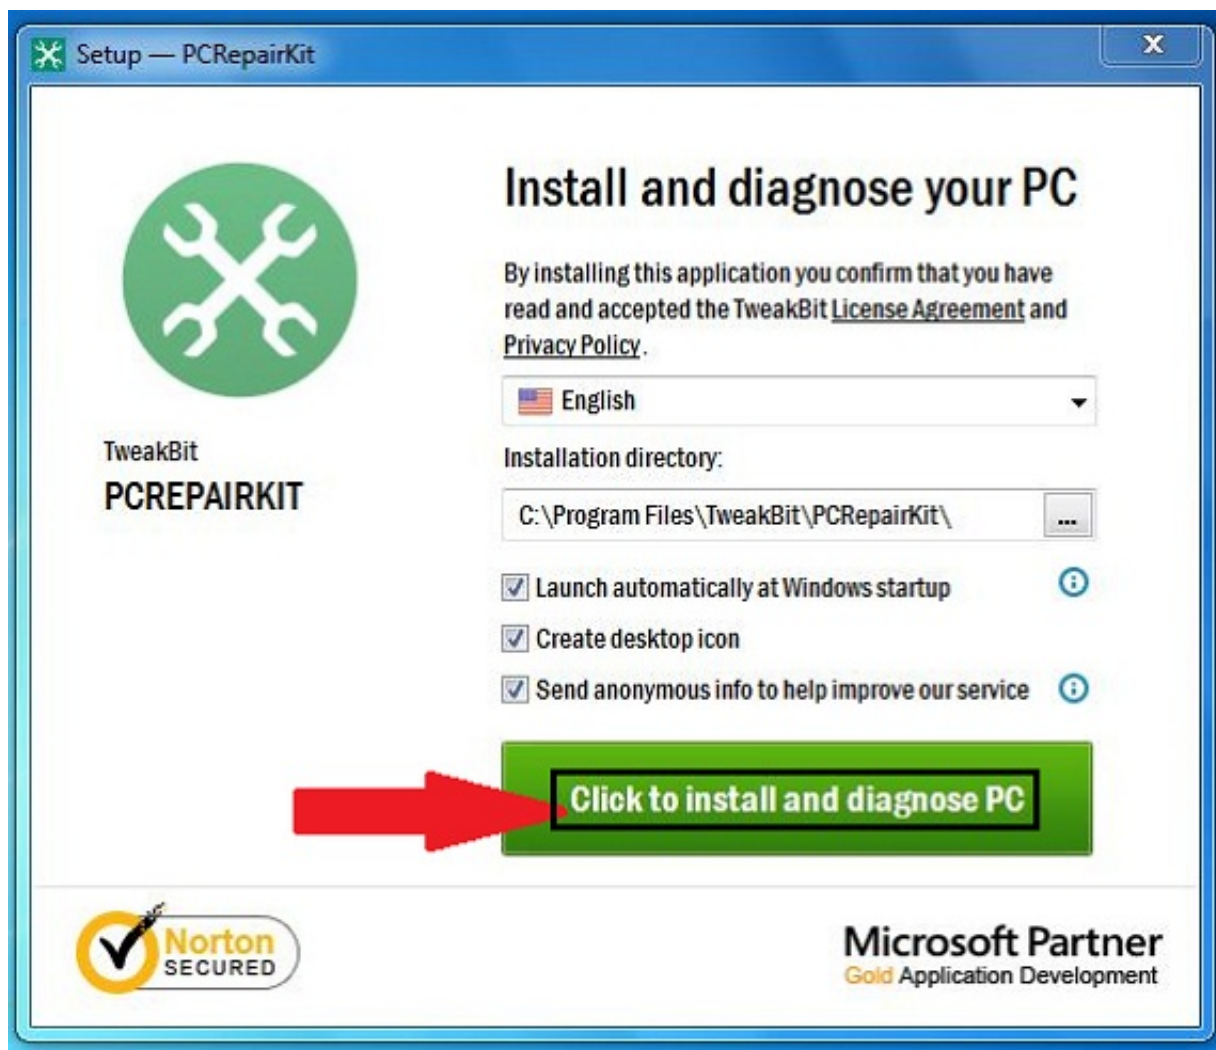 Setup — PCRepairKit
X
Install and diagnose your PC
By installing this application you confirm that you have
read and accepted the TweakBit License Agreement and
Privacy Policy.
English
TweakBit
PCREPAIRKIT
Installation directory:
C:\Program Files\TweakBit\PCRepairKit\
...
Launch automatically at Windows startup
Create desktop icon
Send anonymous info to help improve our service
Click to install and diagnose PC
Norton
SECURED
Microsoft Partner
Gold Application Development